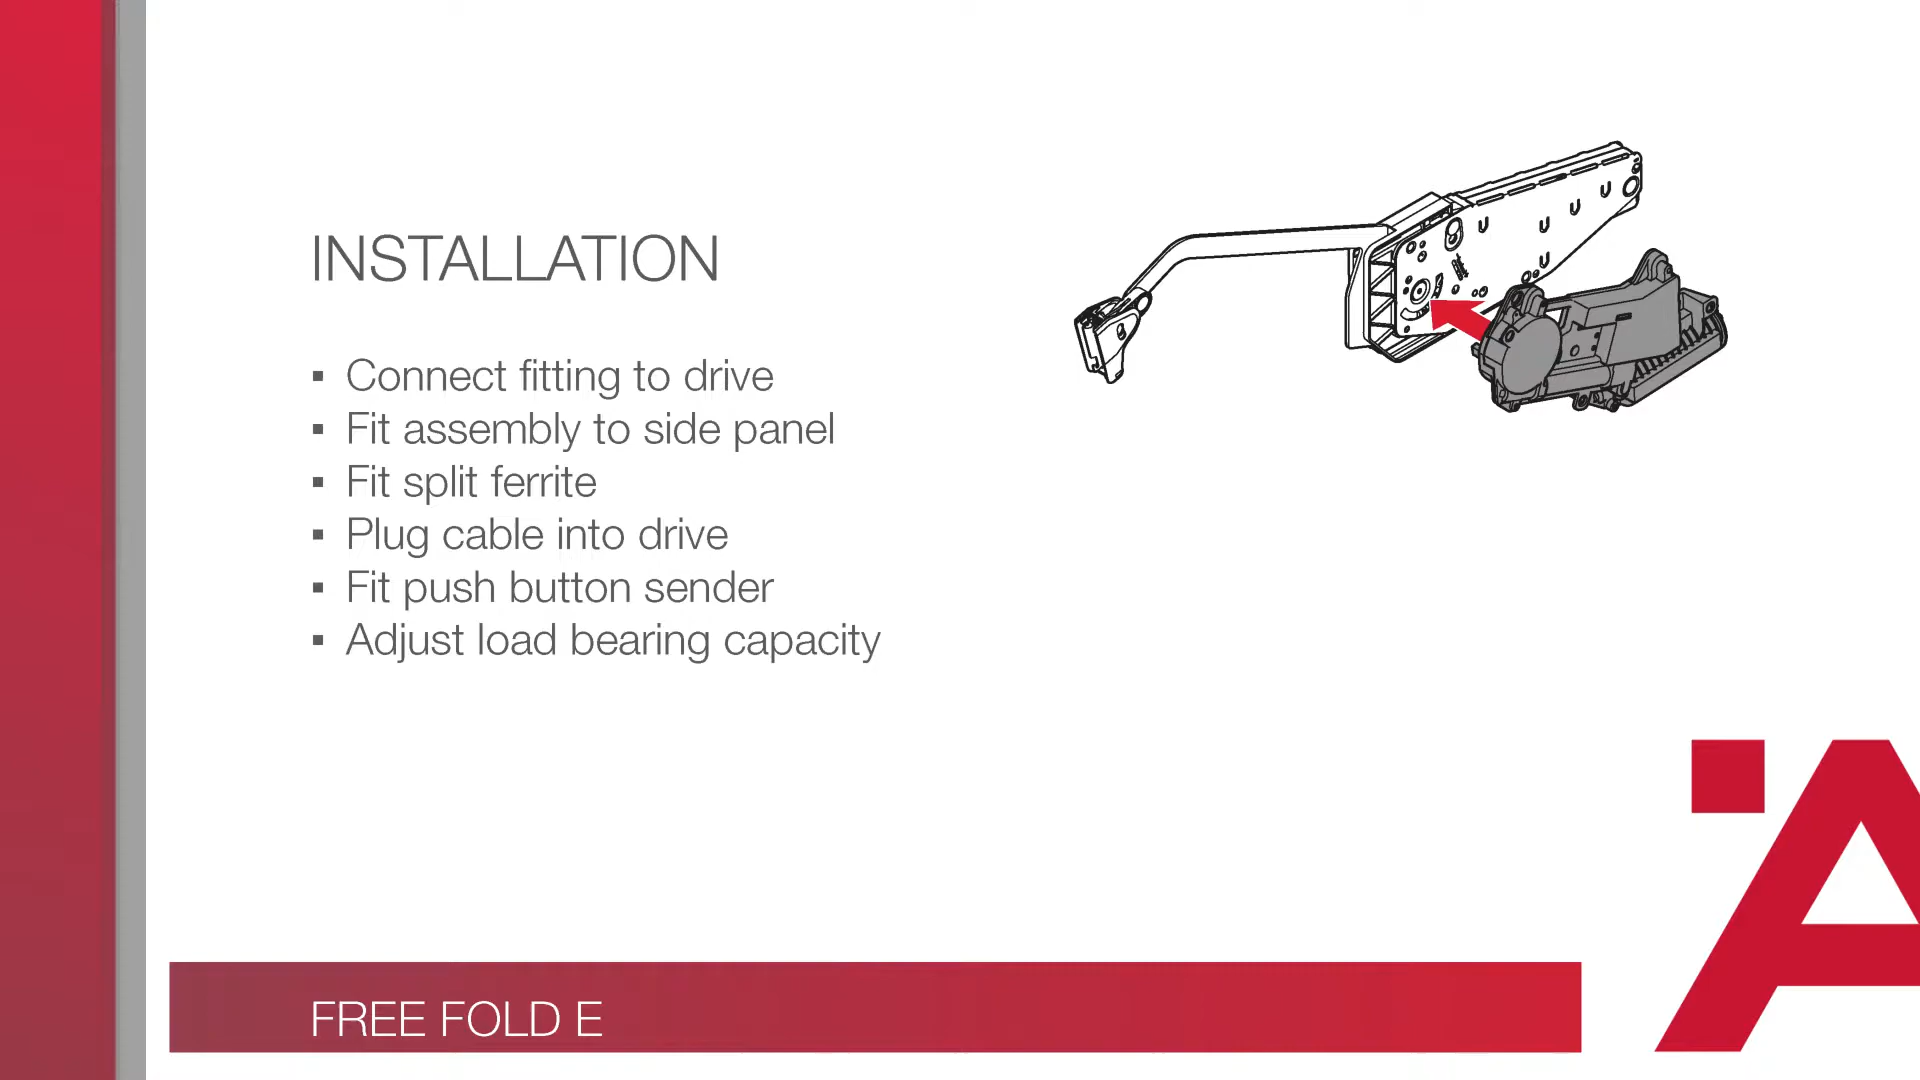 INSTALLATION
▪ Connect fitting to drive
▪ Fit assembly to side panel
▪ Fit split ferrite
▪ Plug cable into drive
▪ Fit push button sender
▪ Adjust load bearing capacity
FREE FOLD E